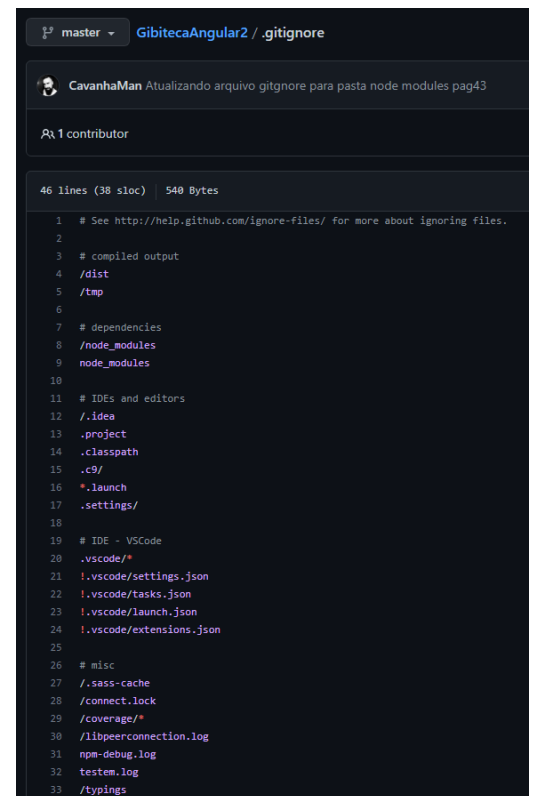 master GibitecaAngular2 / .gitignore
CavanhaMan Atualizando arquivo gitgnore para pasta node modules pag43
1 contributor
46 lines (38 sloc) 540 Bytes
1 # See http://help.github.com/ignore-files/ for more about ignoring files.
2
3 # compiled output
4 /dist
5 /tmp
6
7 # dependencies
8 /node_modules
9 node_modules
10
11 # IDEs and editors
12 /.idea
13 .project
14 .classpath
15 .c9/
16 *.launch
17 .settings/
18
19 # IDE - VSCode
20 .vscode/*
21 !.vscode/settings.json
22 !.vscode/tasks.json
23 !.vscode/launch.json
24 !.vscode/extensions.json
25
26 # misc
27 /.sass-cache
28 /connect.lock
29 /coverage/*
30 /libpeerconnection.log
31 npm-debug.log
32 testem.log
33 /typings